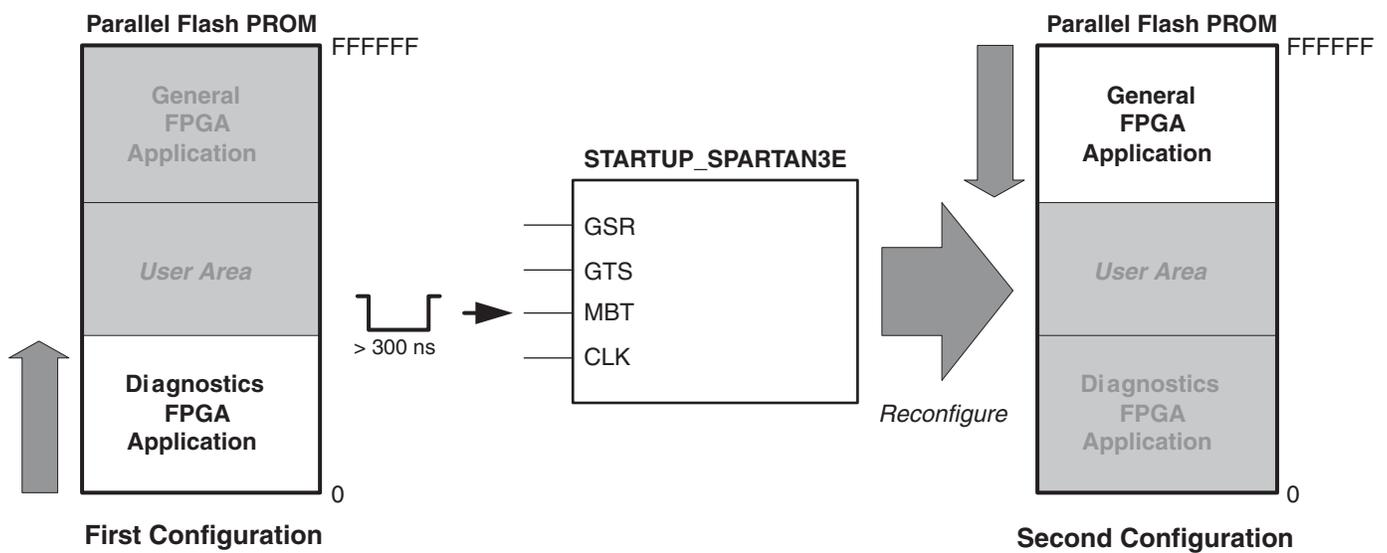 Parallel Flash PROM
FFFFFF
General
FPGA
Application
User Area
Diagnostics
FPGA
Application
0
First Configuration
> 300 ns
STARTUP_SPARTAN3E
GSR
GTS
MBT
CLK
Reconfigure
Parallel Flash PROM
FFFFFF
General
FPGA
Application
User Area
Diagnostics
FPGA
Application
0
Second Configuration